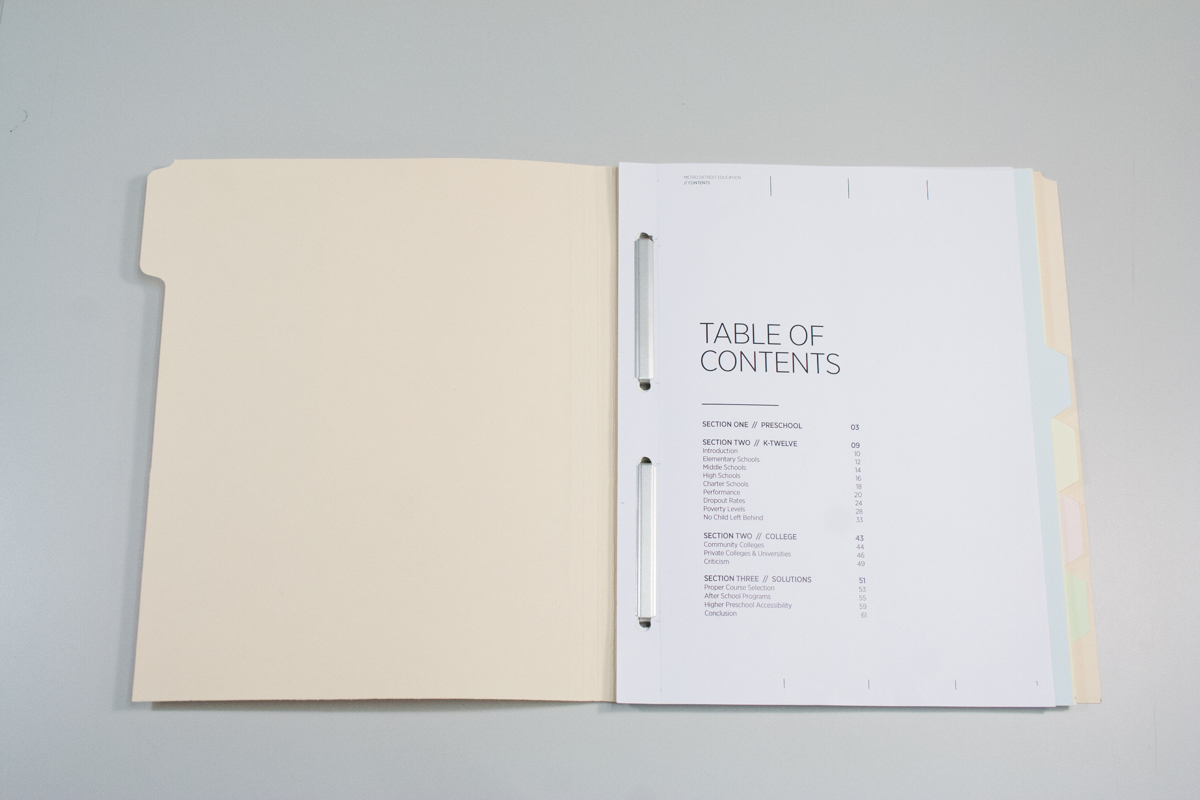 METRO DETROIT EDUCATION
// CONTENTS
TABLE OF
CONTENTS
SECTION ONE // PRESCHOOL 03
SECTION TWO // K-TWELVE 09
Introduction 10
Elementary Schools 12
Middle Schools 14
High Schools 16
Charter Schools 18
Performance 20
Dropout Rates 24
Poverty Levels 28
No Child Left Behind 33
SECTION TWO // COLLEGE 43
Community Colleges 44
Private Colleges & Universities 46
Criticism 49
SECTION THREE // SOLUTIONS 51
Proper Course Selection 53
After School Programs 55
Higher Preschool Accessibility 59
Conclusion 61
1